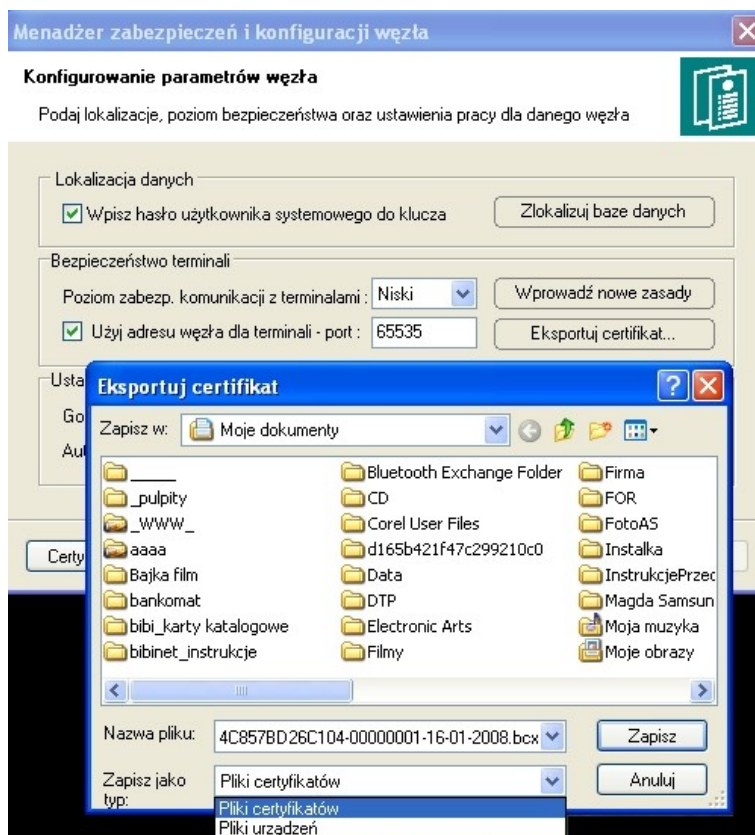 Menadżer zabezpieczeń i konfiguracji węzła
Konfigurowanie parametrów węzła
Podaj lokalizacje, poziom bezpieczeństwa oraz ustawienia pracy dla danego węzła
Lokalizacja danych
Wpisz hasło użytkownika systemowego do klucza
Zlokalizuj baze danych
Bezpieczeństwo terminali
Poziom zabezp. komunikacji z terminalami : Niski
Wprowadź nowe zasady
Użyj adresu węzła dla terminali - port : 65535
Eksportuj certifikat...
Usta
Go
Au
Certy
Eksportuj certifikat
Zapisz w: Moje dokumenty
_____
_pulpity
_WWW_
aaaa
Bajka film
bankomat
bibi_karty katalogowe
bibinet_instrukcje
Bluetooth Exchange Folder
CD
Corel User Files
d165b421f47c299210c0
Data
DTP
Electronic Arts
Filmy
Firma
FOR
FotoAS
Instalka
InstrukcjePrzec
Magda Samsun
Moja muzyka
Moje obrazy
Nazwa pliku: 4C857BD26C104-00000001-16-01-2008.bcx
Zapisz
Zapisz jako typ: Pliki certyfikatów
Anuluj
Pliki certyfikatów
Pliki urządzeń